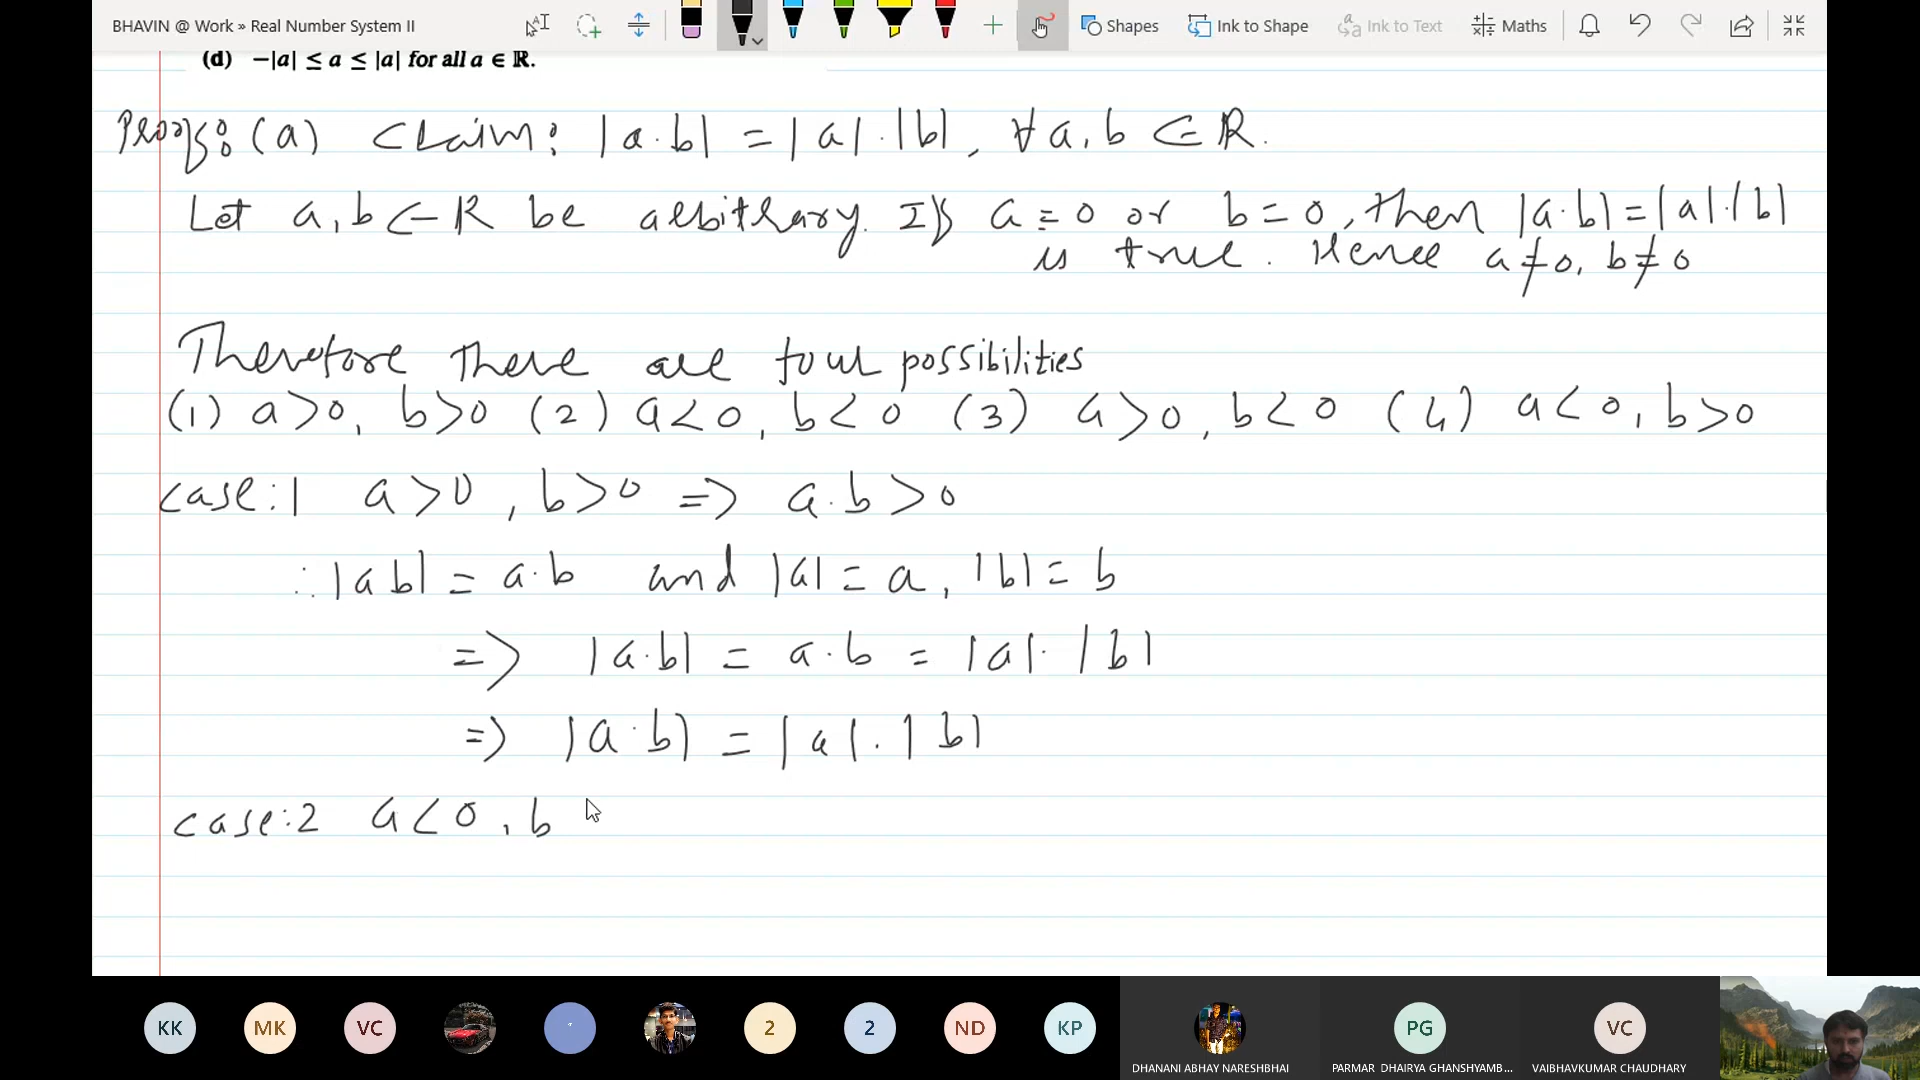 BHAVIN @ Work » Real Number System II
Shapes Ink to Shape Ink to Text Maths
(d) −|a| ≤ a ≤ |a| for all a ∈ ℝ.
Proof: (a) Claim: |a·b| = |a|·|b|, ∀ a, b ∈ ℝ.
Let a, b ∈ ℝ be arbitrary. If a = 0 or b = 0, then |a·b| = |a|·|b|
is true. Hence a ≠ 0, b ≠ 0
Therefore there are four possibilities
(1) a > 0, b > 0 (2) a < 0, b < 0 (3) a > 0, b < 0 (4) a < 0, b > 0
case:1 a > 0, b > 0 => a·b > 0
∴ |ab| = a·b and |a| = a, |b| = b
=> |a·b| = a·b = |a|·|b|
=> |a·b| = |a|·|b|
case:2 a < 0, b
KK MK VC 2 2 ND KP PG VC
DHANANI ABHAY NARESHBHAI PARMAR DHAIRYA GHANSHYAMB... VAIBHAVKUMAR CHAUDHARY